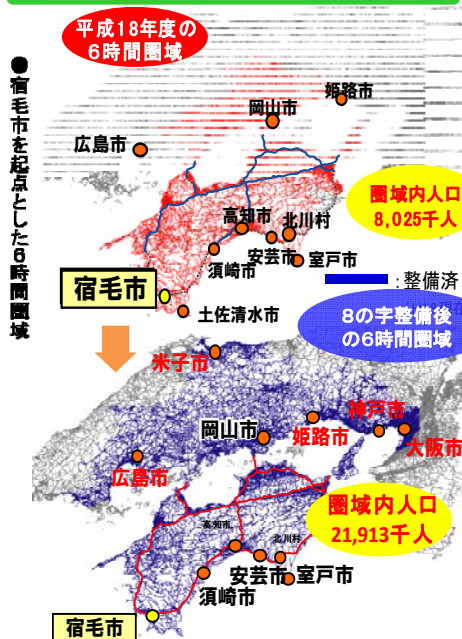 平成18年度の
6時間圏域
●宿毛市を起点とした6時間圏域
姫路市
岡山市
広島市
圏域内人口
8,025千人
高知市
北川村
安芸市
室戸市
須崎市
宿毛市
土佐清水市
:整備済
8の字整備後
の6時間圏域
米子市
岡山市
姫路市
神戸市
大阪市
広島市
圏域内人口
21,913千人
高知市
北川村
安芸市
室戸市
須崎市
宿毛市